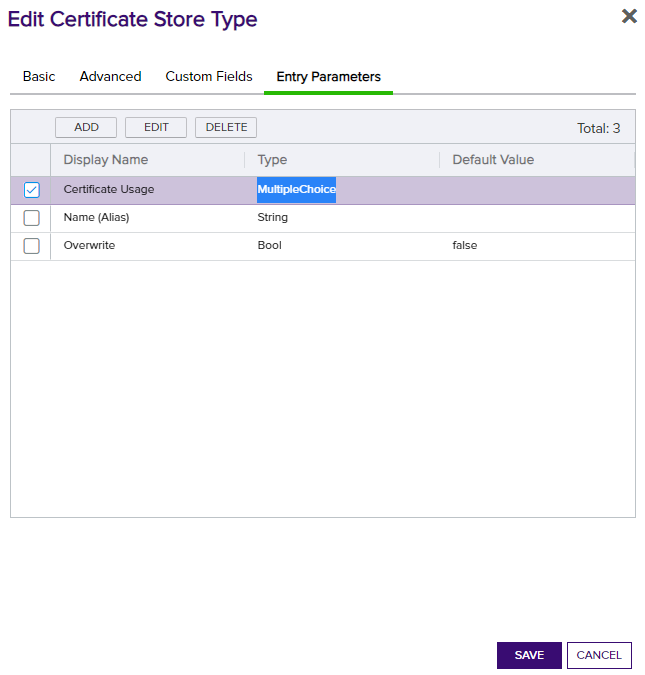 Edit Certificate Store Type
Basic Advanced Custom Fields Entry Parameters
ADD EDIT DELETE Total: 3
Display Name Type Default Value
Certificate Usage MultipleChoice
Name (Alias) String
Overwrite Bool false
SAVE CANCEL